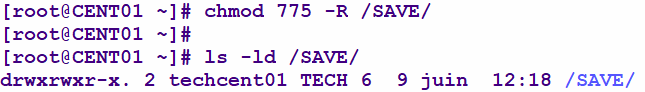 [root@CENT01 ~]# chmod 775 -R /SAVE/
[root@CENT01 ~]#
[root@CENT01 ~]# ls -ld /SAVE/
drwxrwxr-x. 2 techcent01 TECH 6  9 juin  12:18 /SAVE/